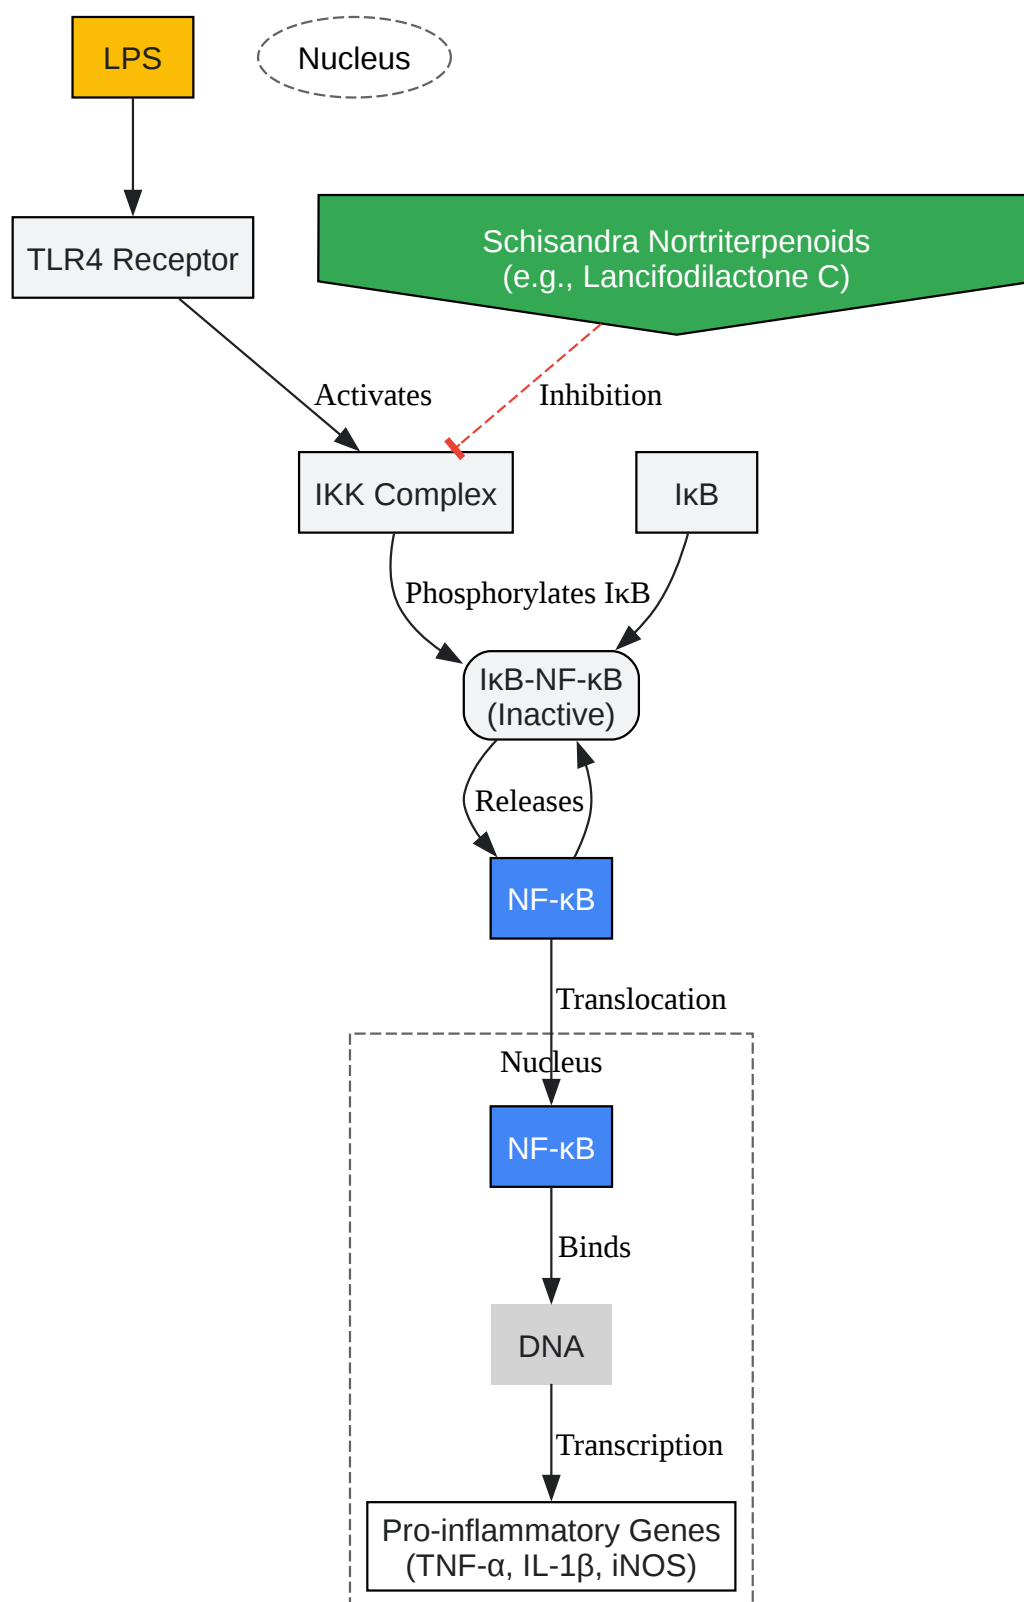 LPS
Nucleus
TLR4 Receptor
Schisandra Nortriterpenoids
(e.g., Lancifodilactone C)
Activates
Inhibition
IKK Complex
IκB
Phosphorylates IκB
IκB-NF-κB
(Inactive)
Releases
NF-κB
Translocation
Nucleus
NF-κB
Binds
DNA
Transcription
Pro-inflammatory Genes
(TNF-α, IL-1β, iNOS)